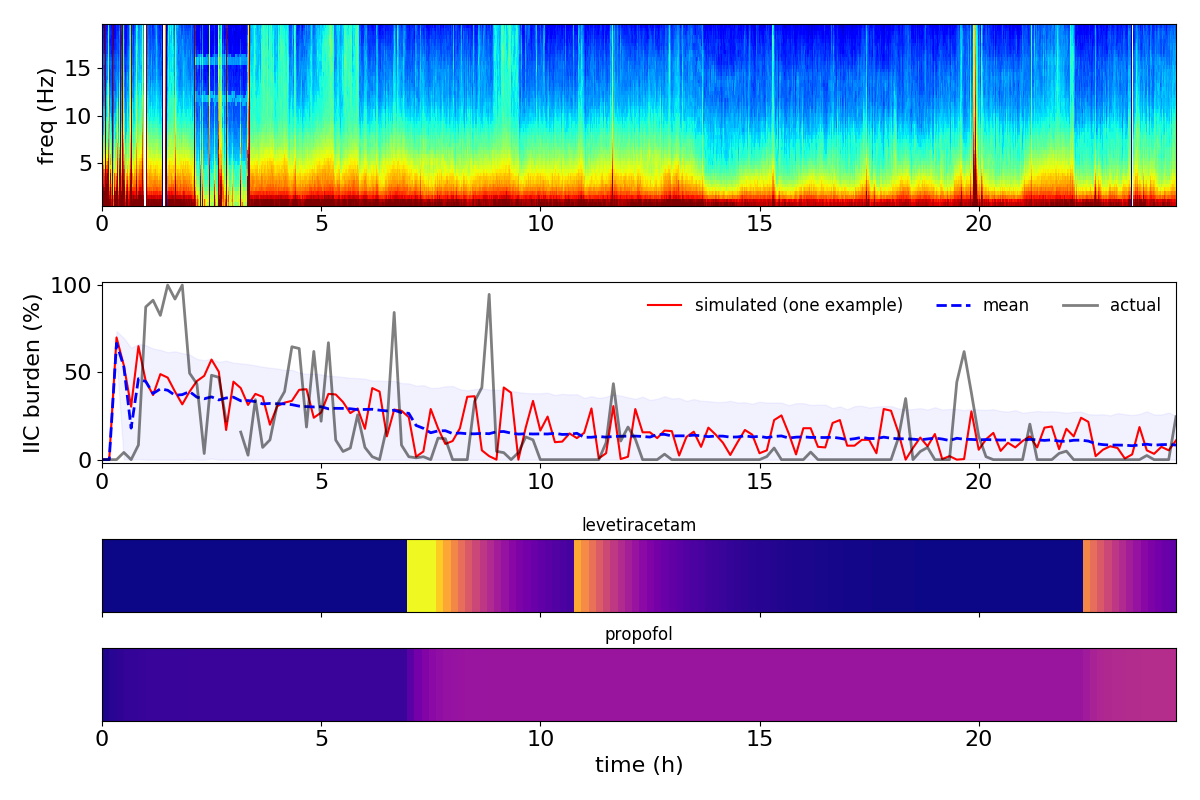 freq (Hz)
15
10
5
0 5 10 15 20
IIC burden (%)
100
50
0
simulated (one example) mean actual
0 5 10 15 20
levetiracetam
propofol
0 5 10 15 20
time (h)